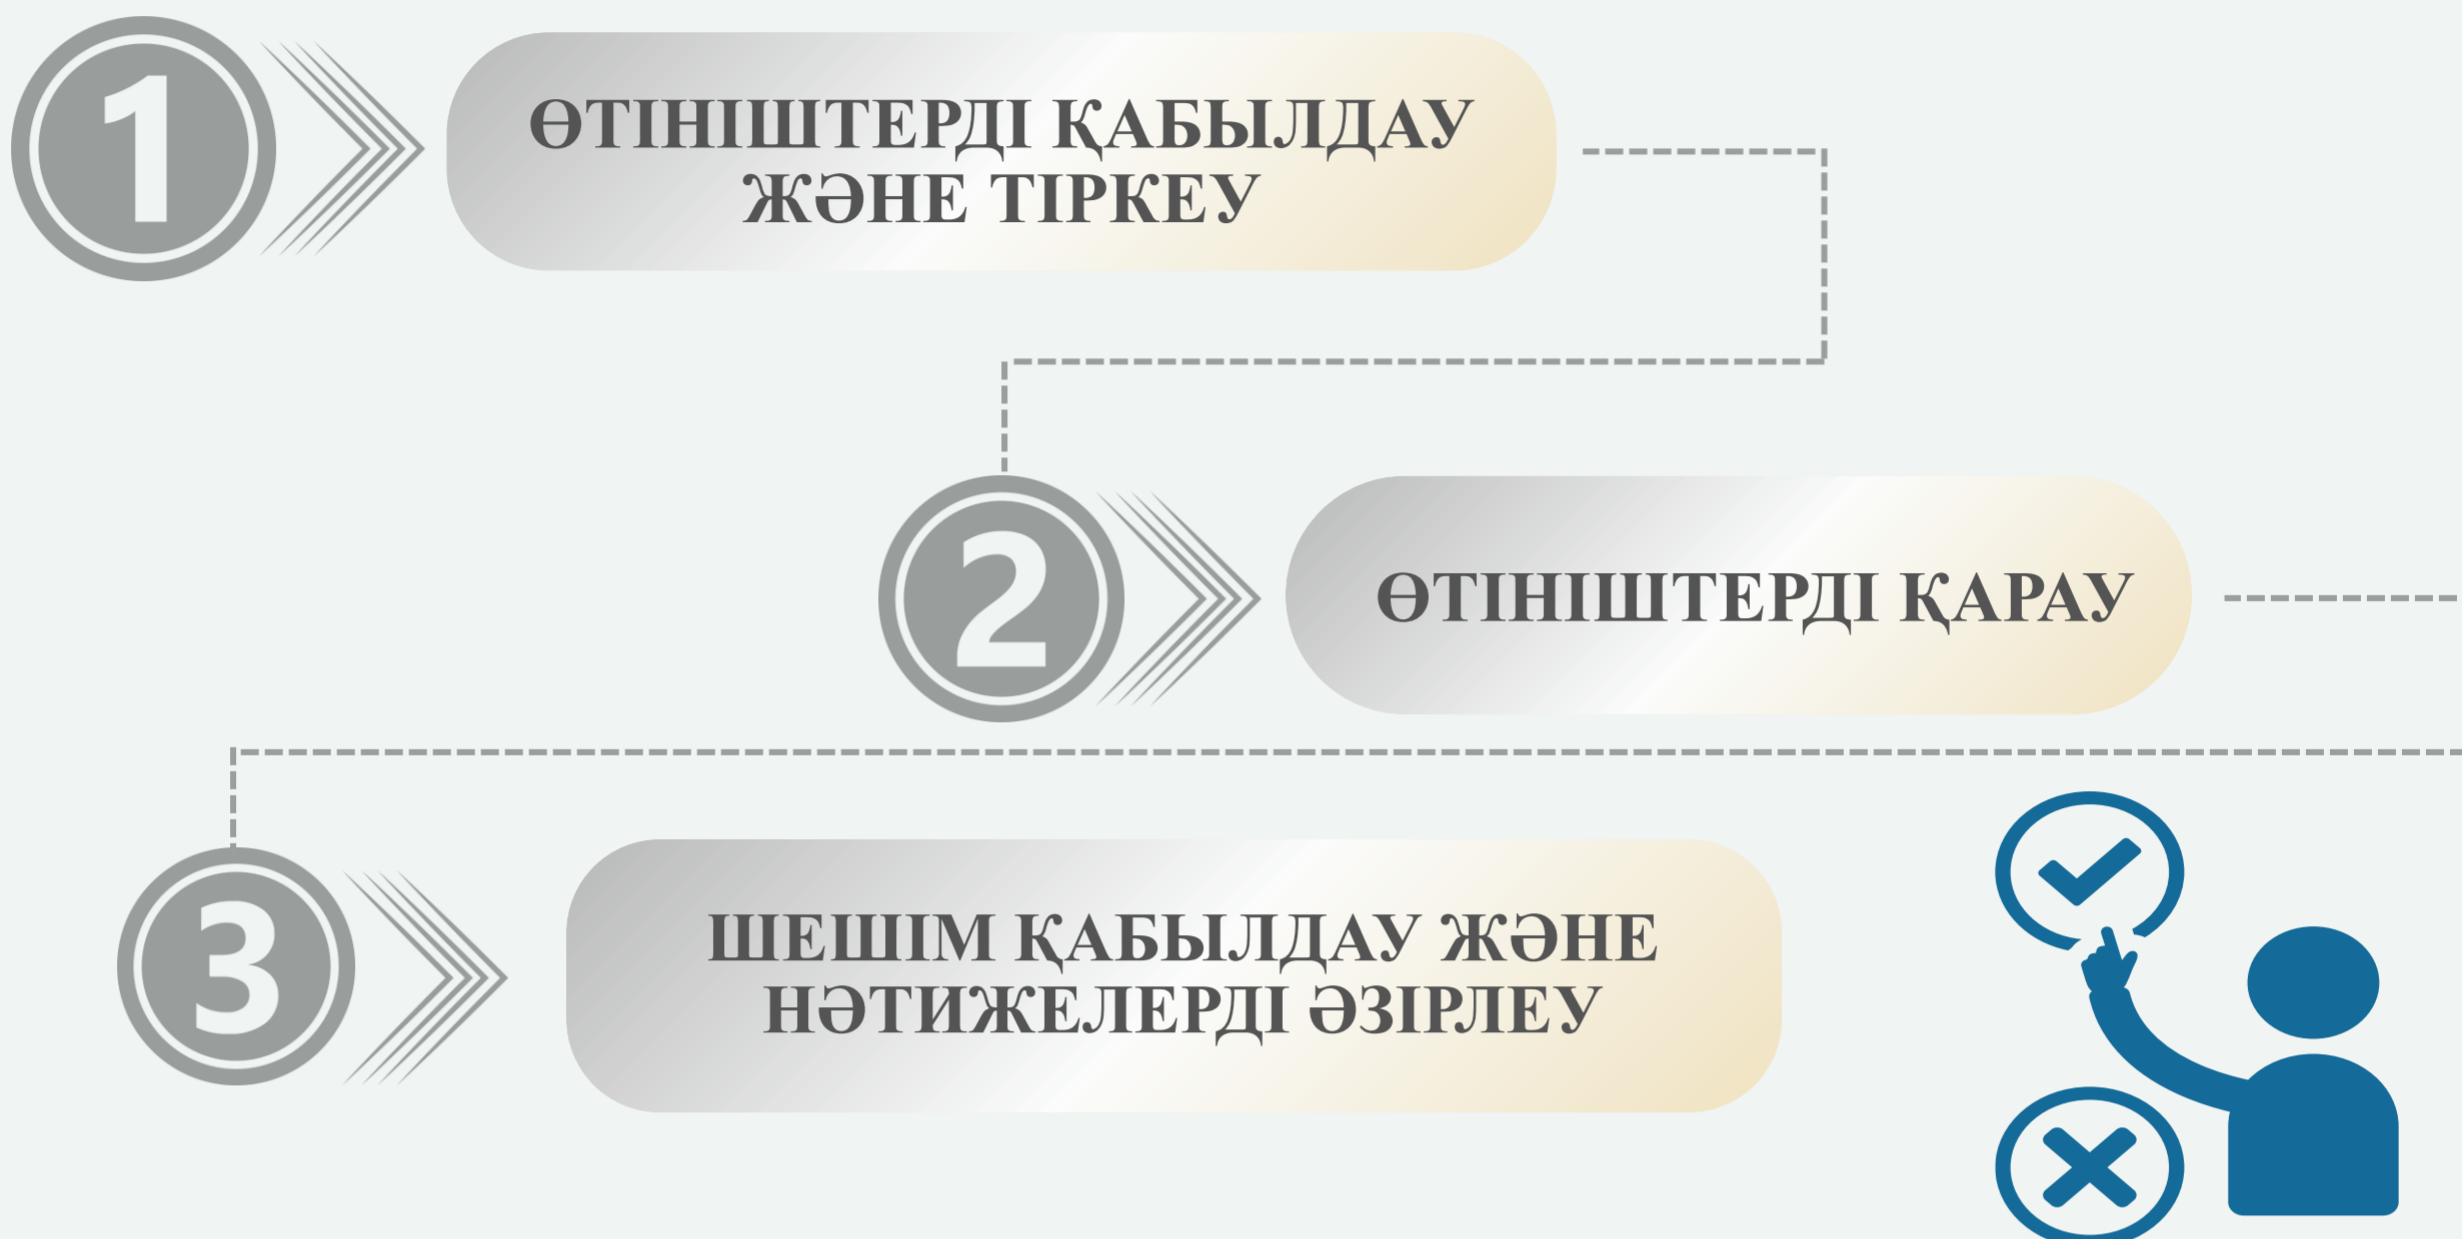 1
ӨТІНІШТЕРДІ ҚАБЫЛДАУ
ЖӘНЕ ТІРКЕУ
2
ӨТІНІШТЕРДІ ҚАРАУ
3
ШЕШІМ ҚАБЫЛДАУ ЖӘНЕ
НӘТИЖЕЛЕРДІ ӘЗІРЛЕУ